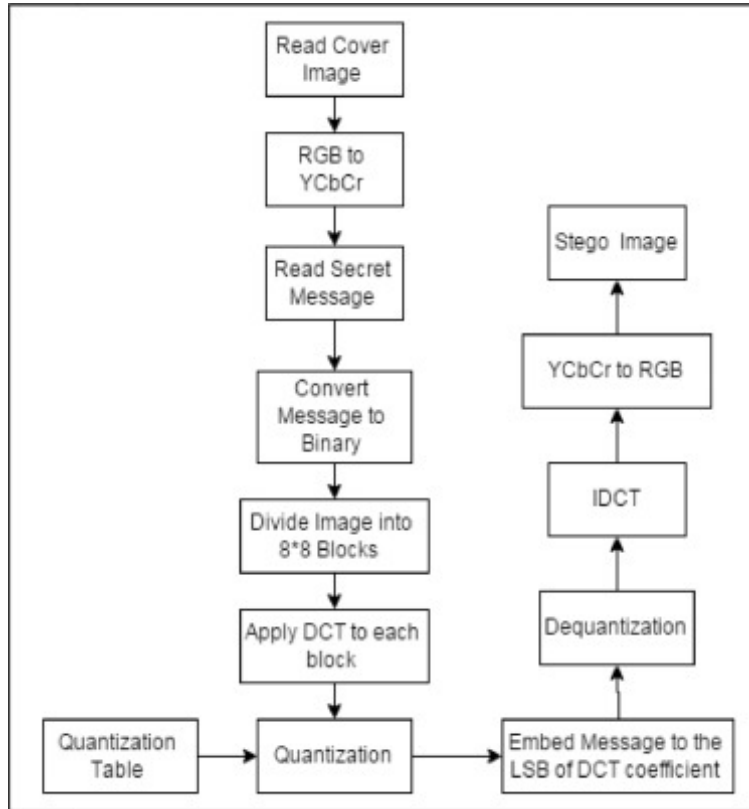 Read Cover
Image
RGB to
YCbCr
Read Secret
Message
Convert
Message to
Binary
Divide Image into
8*8 Blocks
Apply DCT to each
block
Quantization
Table
Quantization
Embed Message to the
LSB of DCT coefficient
Dequantization
IDCT
YCbCr to RGB
Stego Image